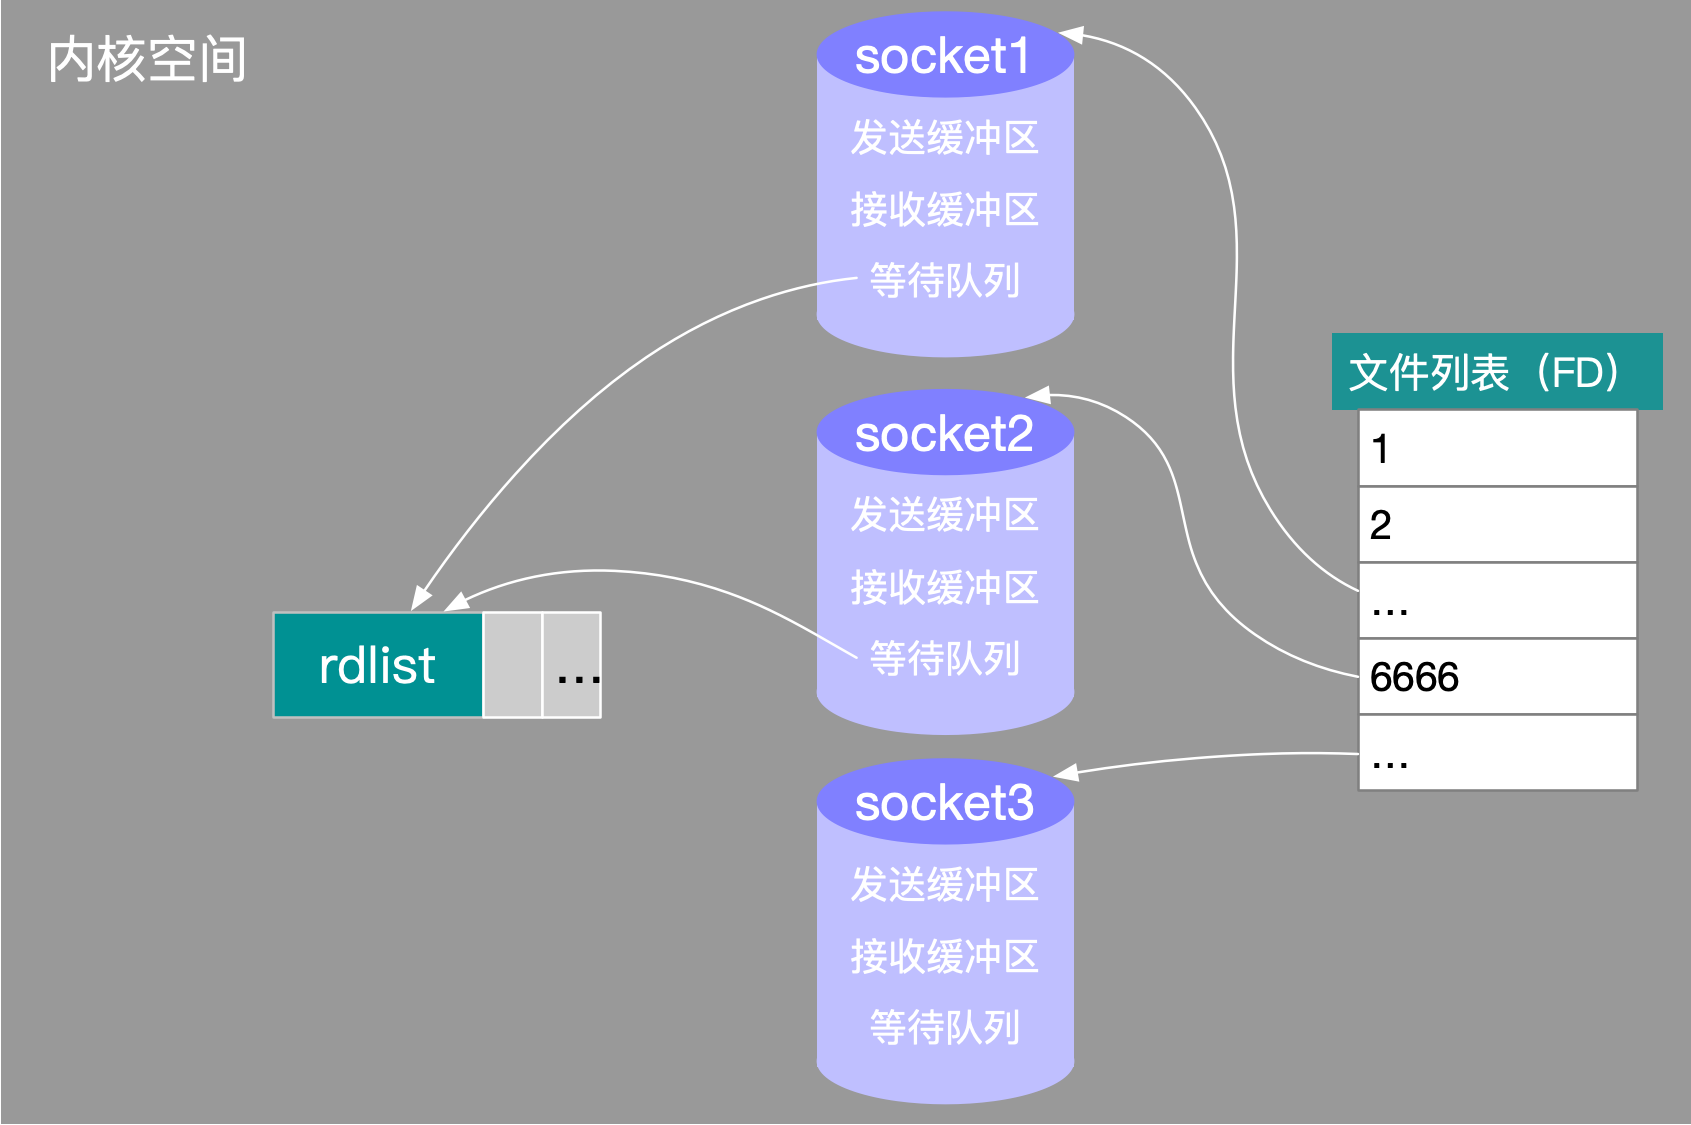 内核空间
socket1
发送缓冲区
接收缓冲区
等待队列
socket2
发送缓冲区
接收缓冲区
等待队列
socket3
发送缓冲区
接收缓冲区
等待队列
rdlist
...
文件列表（FD）
1
2
...
6666
...